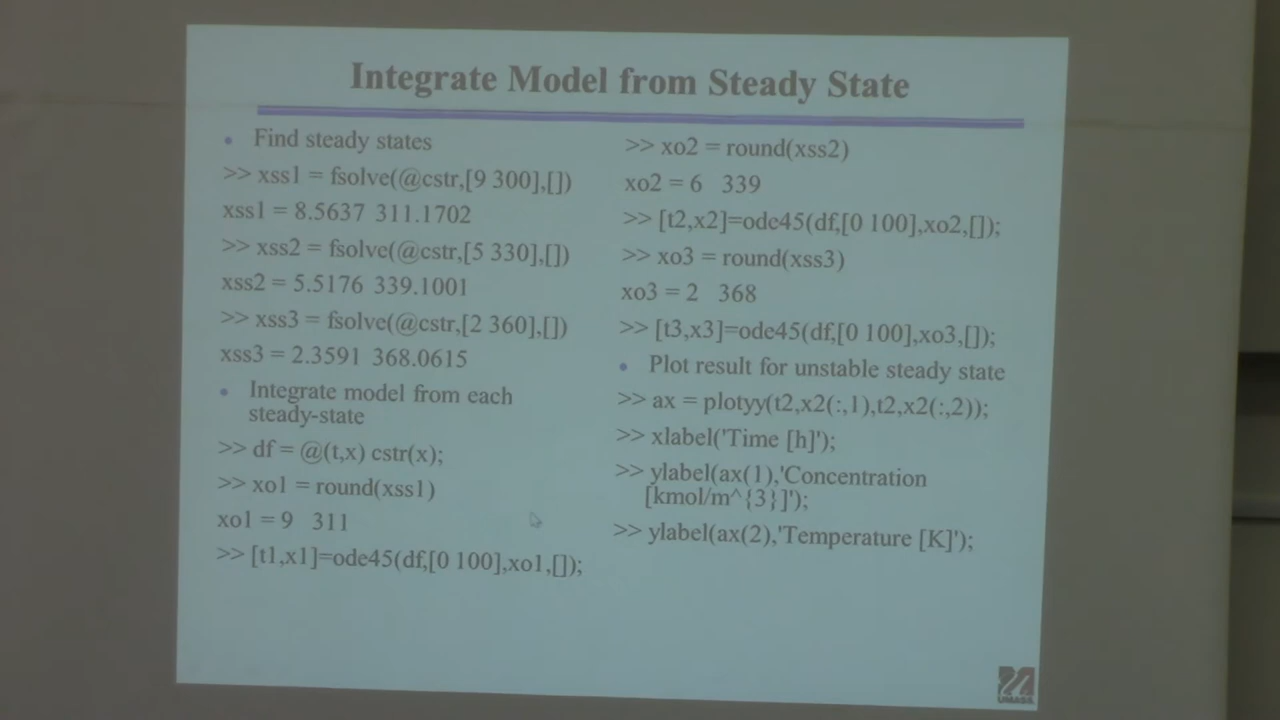 Integrate Model from Steady State
• Find steady states
>> xss1 = fsolve(@cstr,[9 300],[])
xss1 = 8.5637 311.1702
>> xss2 = fsolve(@cstr,[5 330],[])
xss2 = 5.5176 339.1001
>> xss3 = fsolve(@cstr,[2 360],[])
xss3 = 2.3591 368.0615
• Integrate model from each
steady-state
>> df = @(t,x) cstr(x);
>> xo1 = round(xss1)
xo1 = 9 311
>> [t1,x1]=ode45(df,[0 100],xo1,[]);
>> xo2 = round(xss2)
xo2 = 6 339
>> [t2,x2]=ode45(df,[0 100],xo2,[]);
>> xo3 = round(xss3)
xo3 = 2 368
>> [t3,x3]=ode45(df,[0 100],xo3,[]);
• Plot result for unstable steady state
>> ax = plotyy(t2,x2(:,1),t2,x2(:,2));
>> xlabel('Time [h]');
>> ylabel(ax(1),'Concentration
[kmol/m^{3}]');
>> ylabel(ax(2),'Temperature [K]');
UMASS